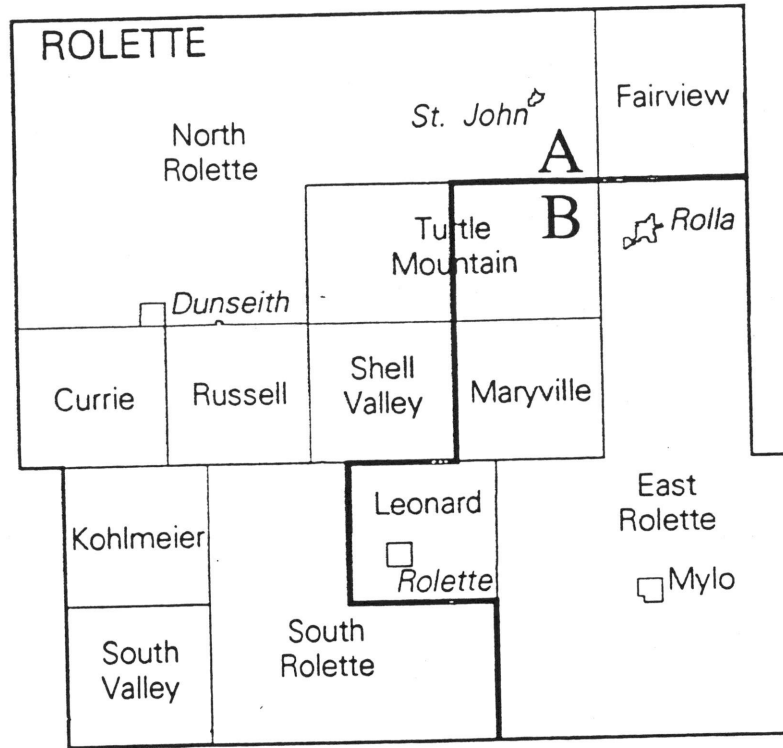 ROLETTE
Fairview
St. John
North
Rolette
A
B
Turtle
Mountain
Rolla
Dunseith
Currie
Russell
Shell
Valley
Maryville
Kohlmeier
Leonard
East
Rolette
Rolette
Mylo
South
Rolette
South
Valley